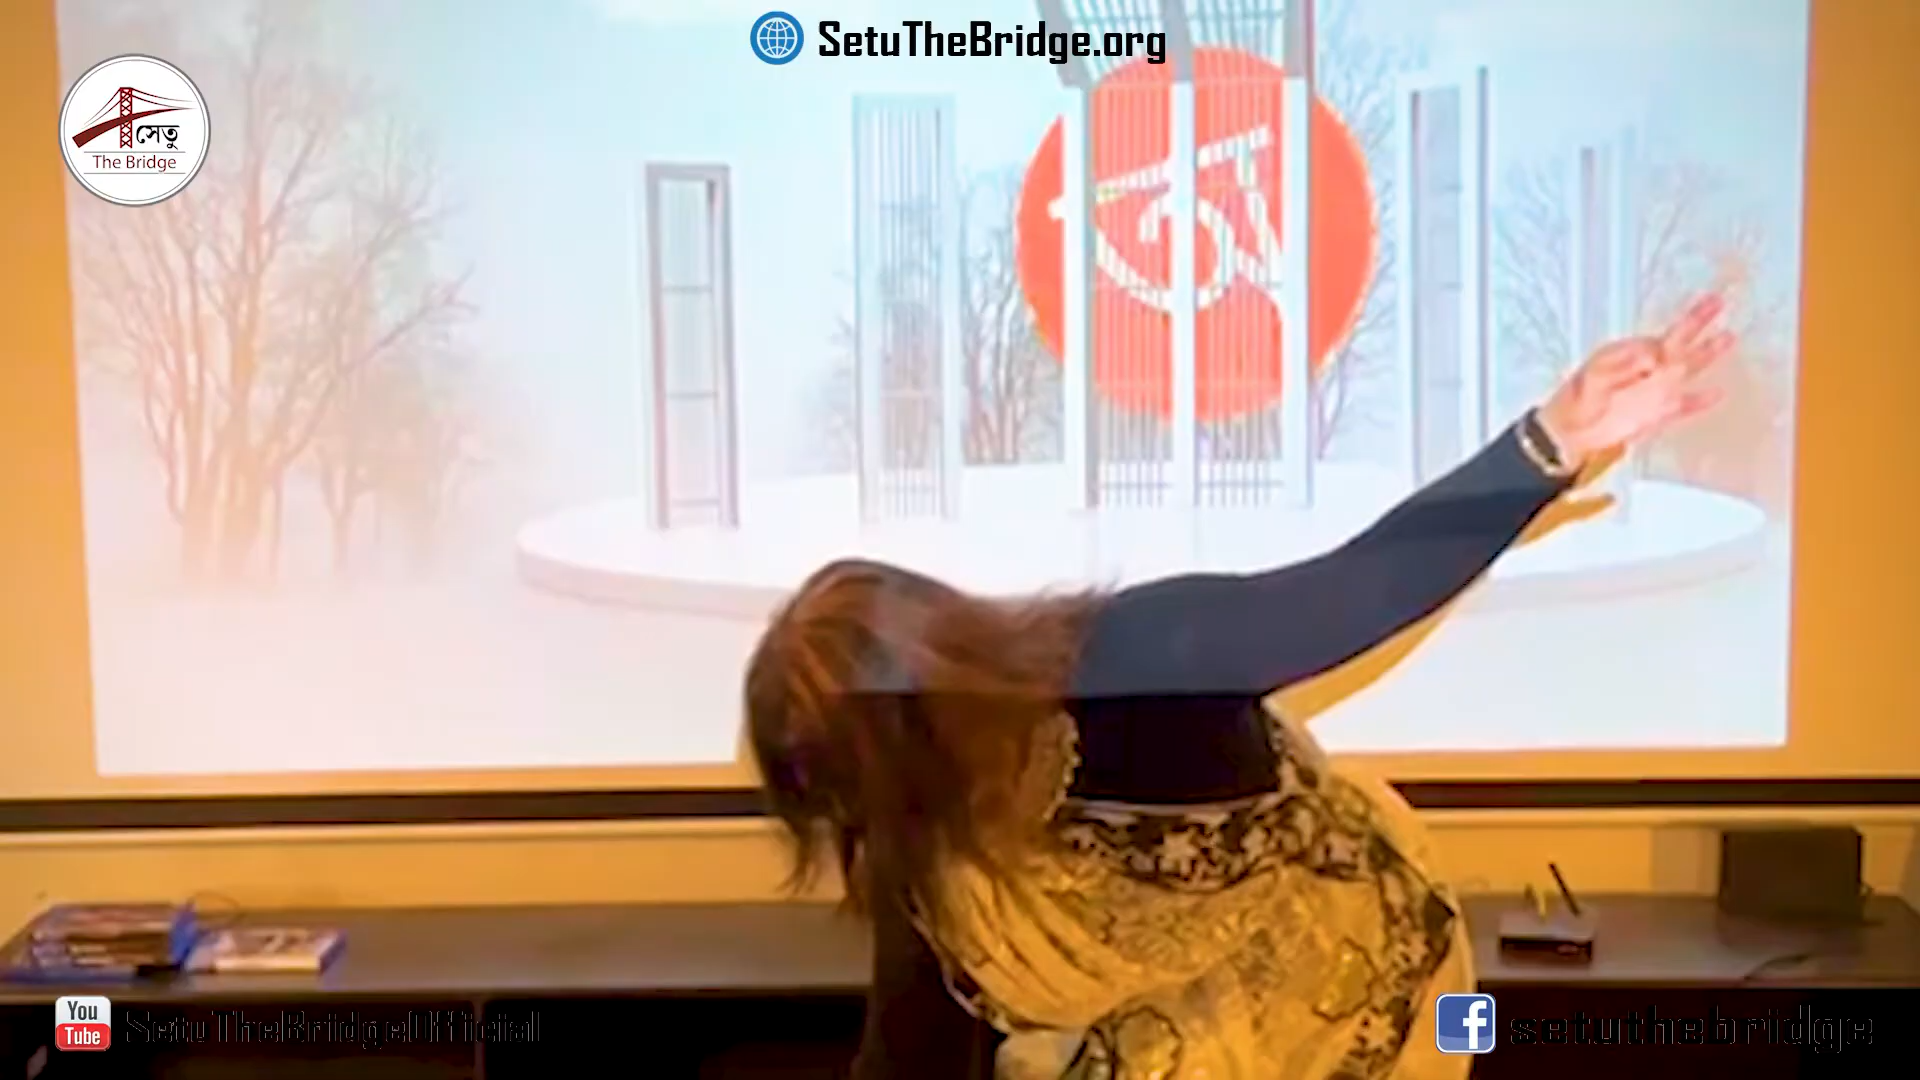 SetuTheBridge.org
সেতু
The Bridge
অ
You
Tube
SetuTheBridgeOfficial
f
setuthebridge